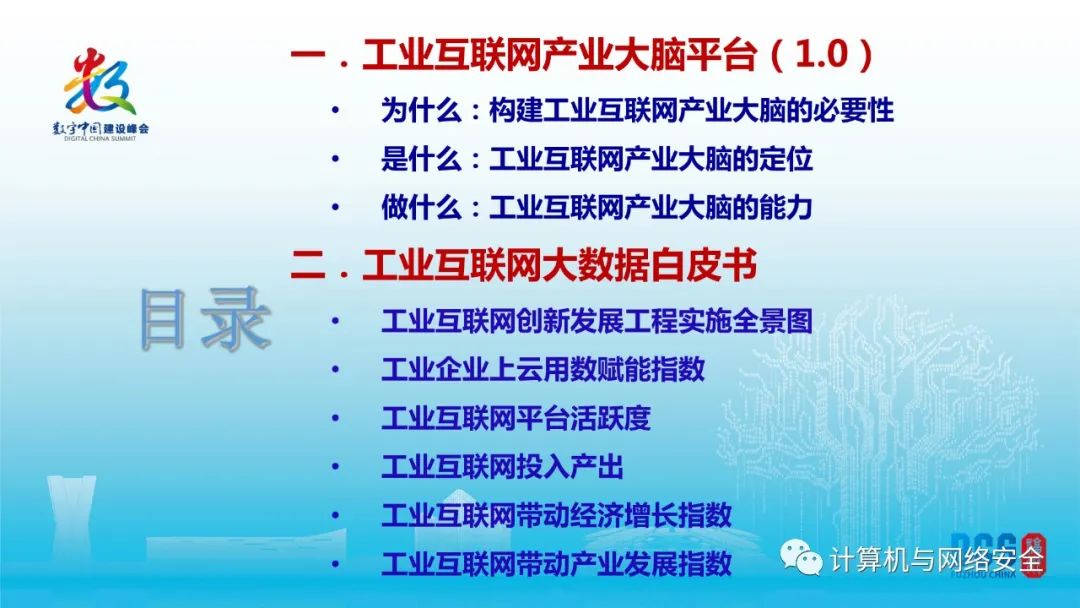 数字中国建设峰会
DIGITAL CHINA SUMMIT
目录
一．工业互联网产业大脑平台（1.0）
• 为什么：构建工业互联网产业大脑的必要性
• 是什么：工业互联网产业大脑的定位
• 做什么：工业互联网产业大脑的能力
二．工业互联网大数据白皮书
• 工业互联网创新发展工程实施全景图
• 工业企业上云用数赋能指数
• 工业互联网平台活跃度
• 工业互联网投入产出
• 工业互联网带动经济增长指数
• 工业互联网带动产业发展指数
计算机与网络安全
FUZHOU CHINA